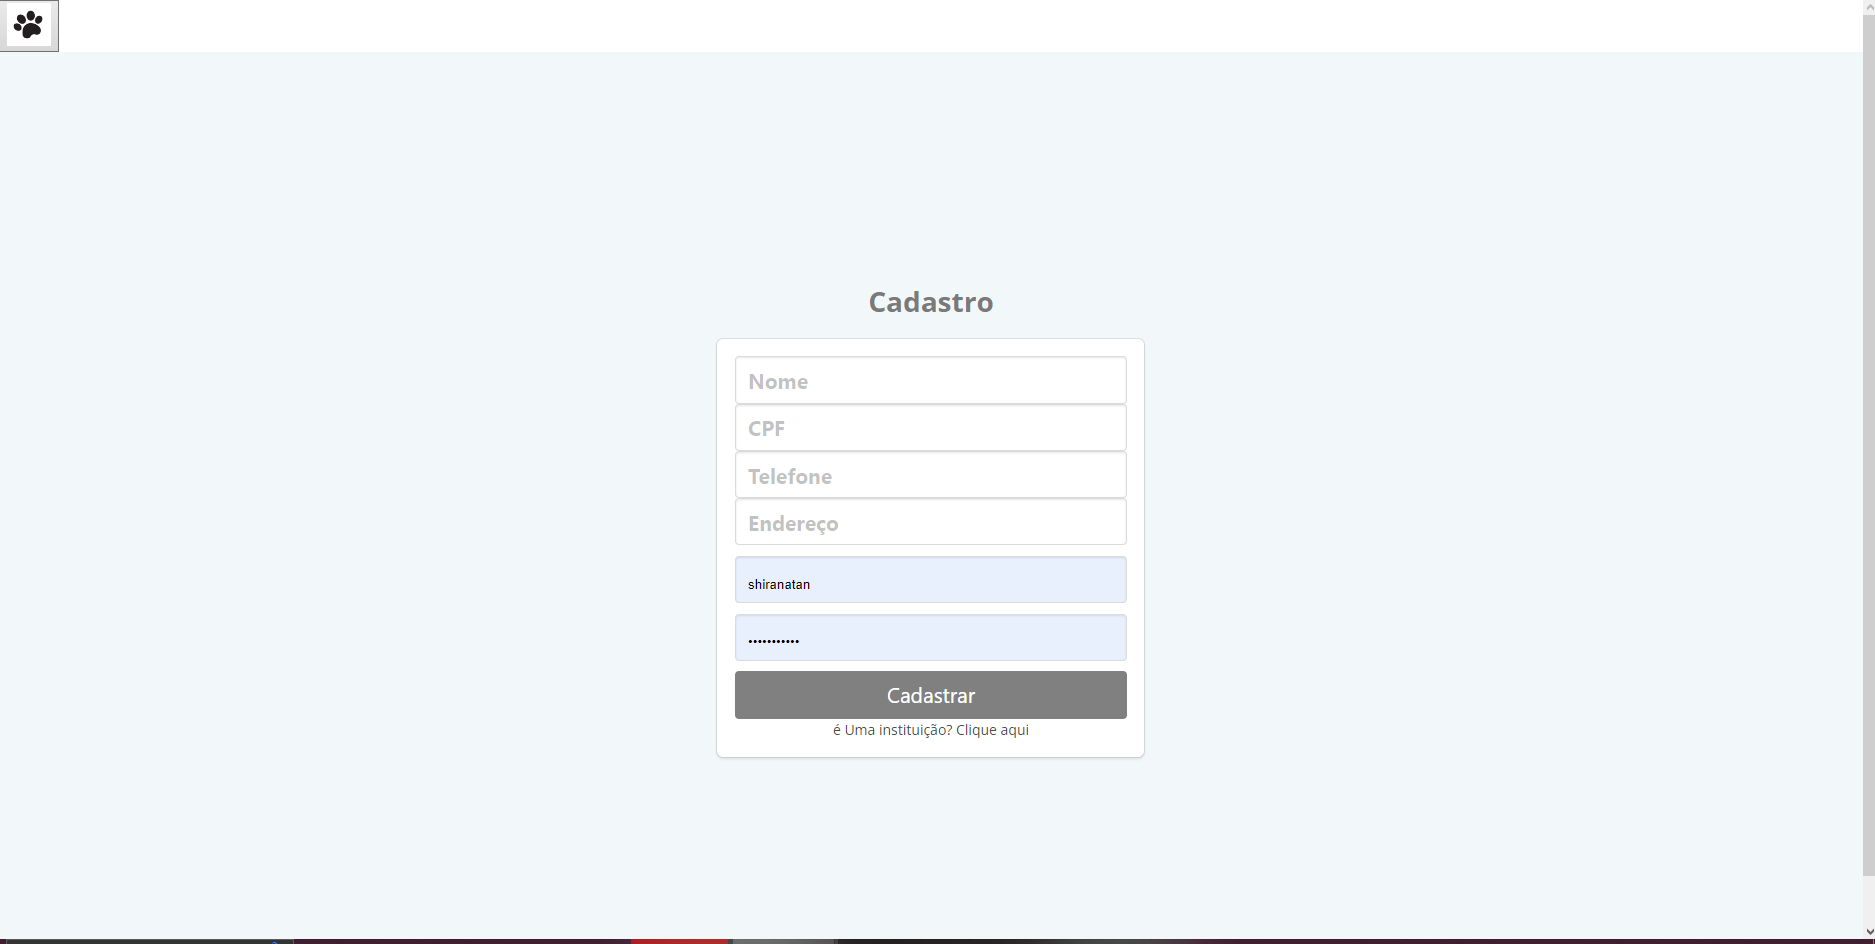 Cadastro
Nome
CPF
Telefone
Endereço
shiranatan
•••••••••••
Cadastrar
é Uma instituição? Clique aqui